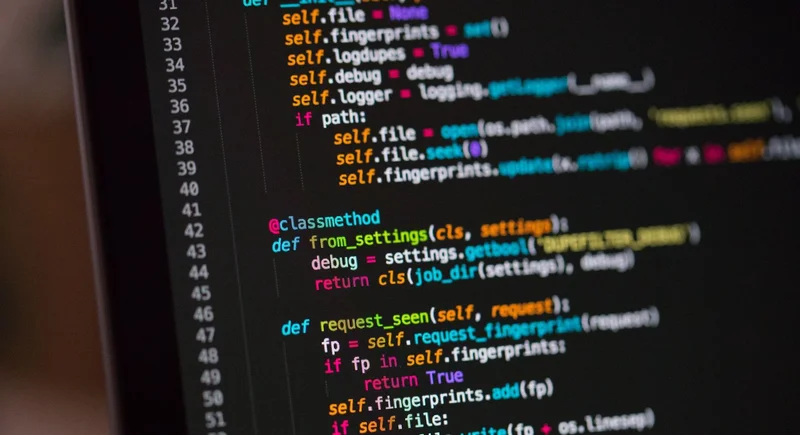 31 def __init__(
32 self.file = None
33 self.fingerprints = set()
34 self.logdupes = True
35 self.debug = debug
36 self.logger = logging.getLogger(__name__)
37 if path:
38 self.file = open(os.path.join(path, 'requests.seen'),
39 self.file.seek(0)
40 self.fingerprints.update(x.rstrip() for x in self.file
41
42 @classmethod
43 def from_settings(cls, settings):
44 debug = settings.getbool('DUPEFILTER_DEBUG')
45 return cls(job_dir(settings), debug)
46
47 def request_seen(self, request):
48 fp = self.request_fingerprint(request)
49 if fp in self.fingerprints:
50 return True
51 self.fingerprints.add(fp)
if self.file:
write(fp + os.linesep)